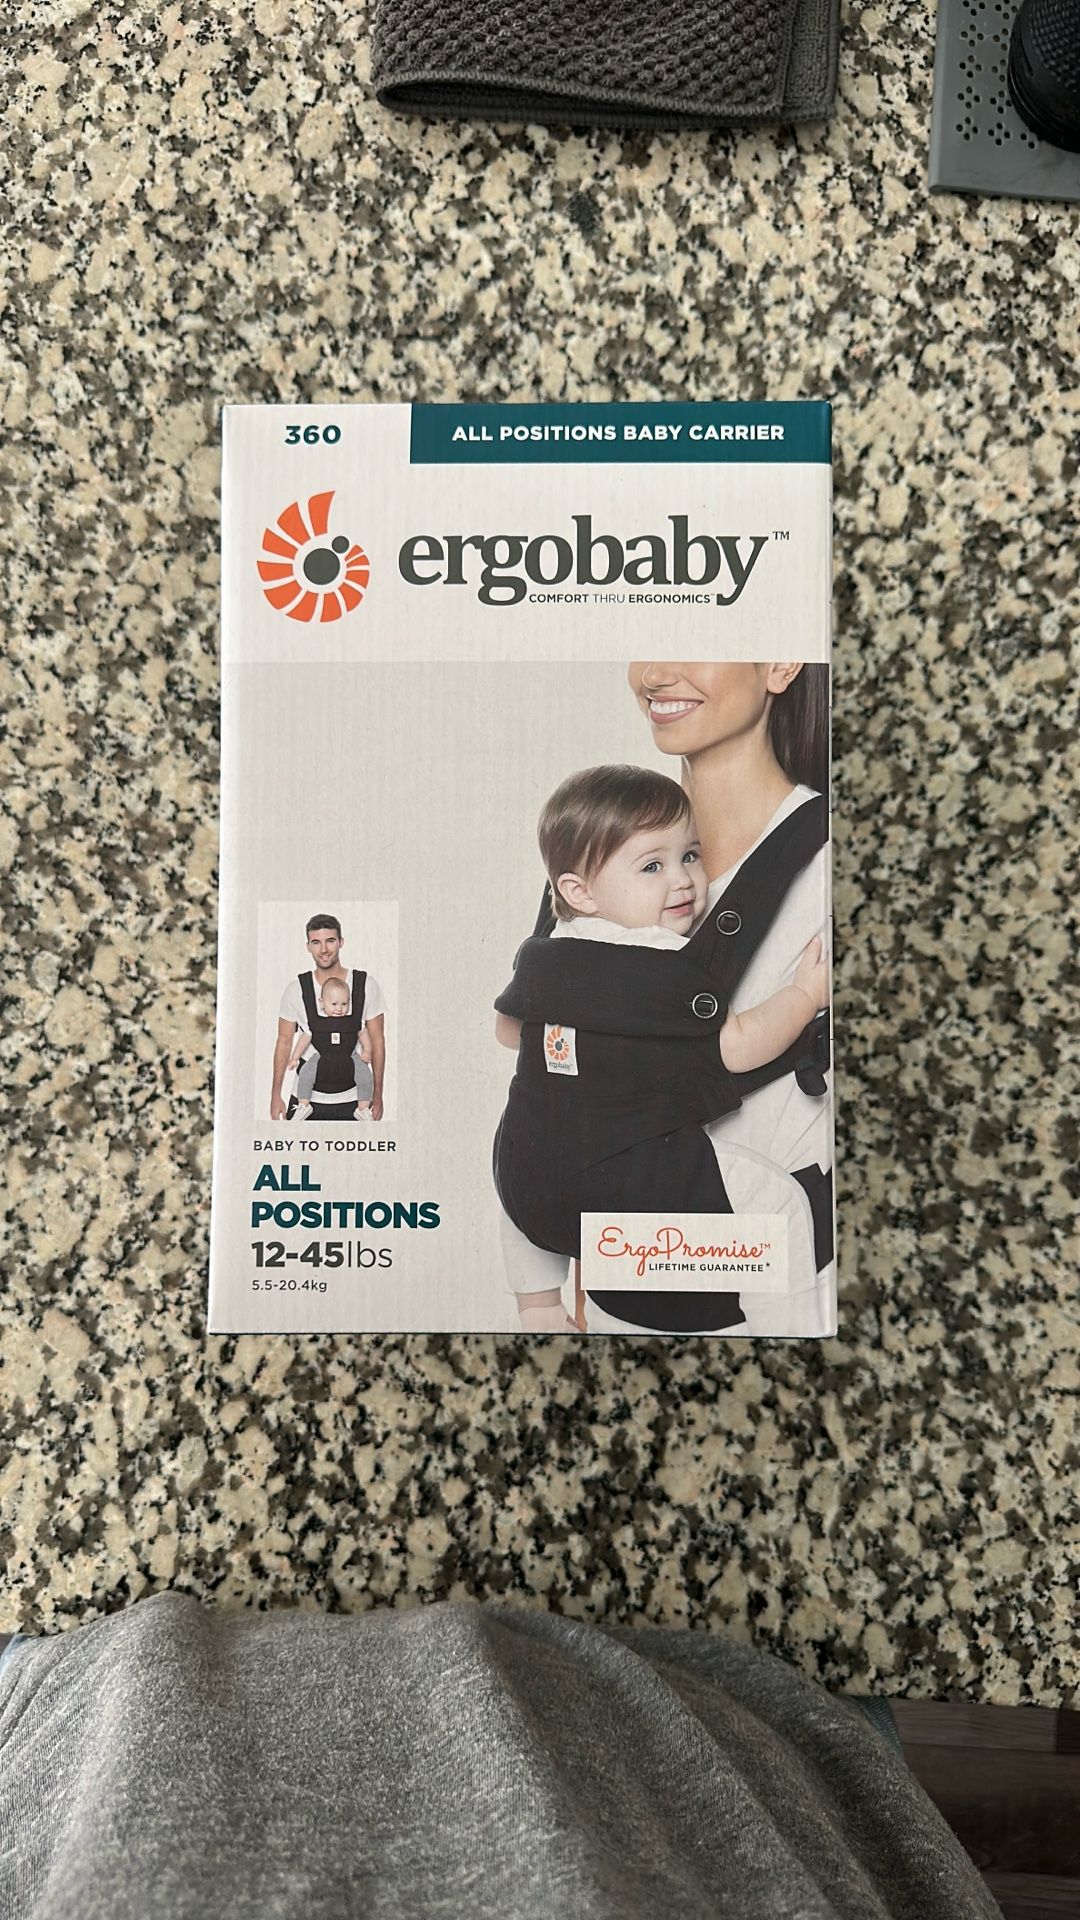 360
ALL POSITIONS BABY CARRIER
ergobaby™
COMFORT THRU ERGONOMICS™
ergobaby
BABY TO TODDLER
ALL
POSITIONS
12-45lbs
5.5-20.4kg
ErgoPromise™
LIFETIME GUARANTEE*